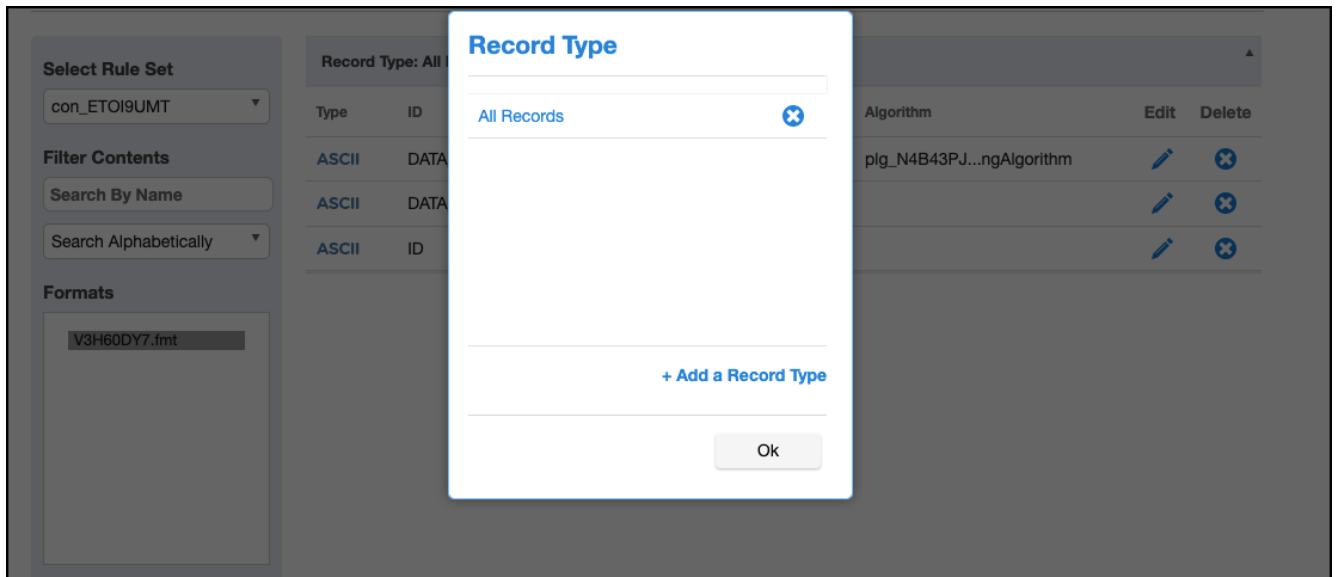 Record Type
Select Rule Set
con_ETOI9UMT
Filter Contents
Search By Name
Search Alphabetically
Formats
V3H60DY7.fmt
Record Type: All
Type ID Algorithm Edit Delete
ASCII DATA plg_N4B43PJ...ngAlgorithm
ASCII DATA
ASCII ID
All Records
+ Add a Record Type
Ok